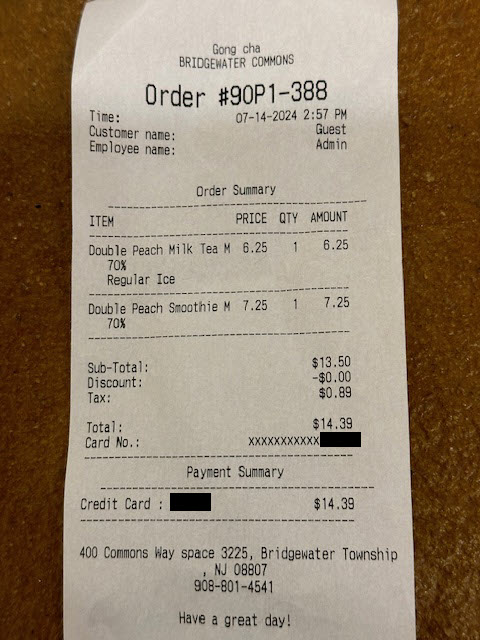 Gong cha
BRIDGEWATER COMMONS
Order #90P1-388
Time: 07-14-2024 2:57 PM
Customer name: Guest
Employee name: Admin
Order Summary
ITEM PRICE QTY AMOUNT
Double Peach Milk Tea M 6.25 1 6.25
70%
Regular Ice
Double Peach Smoothie M 7.25 1 7.25
70%
Sub-Total: $13.50
Discount: -$0.00
Tax: $0.89
Total: $14.39
Card No.: XXXXXXXXXXX
Payment Summary
Credit Card : $14.39
400 Commons Way space 3225, Bridgewater Township
, NJ 08807
908-801-4541
Have a great day!